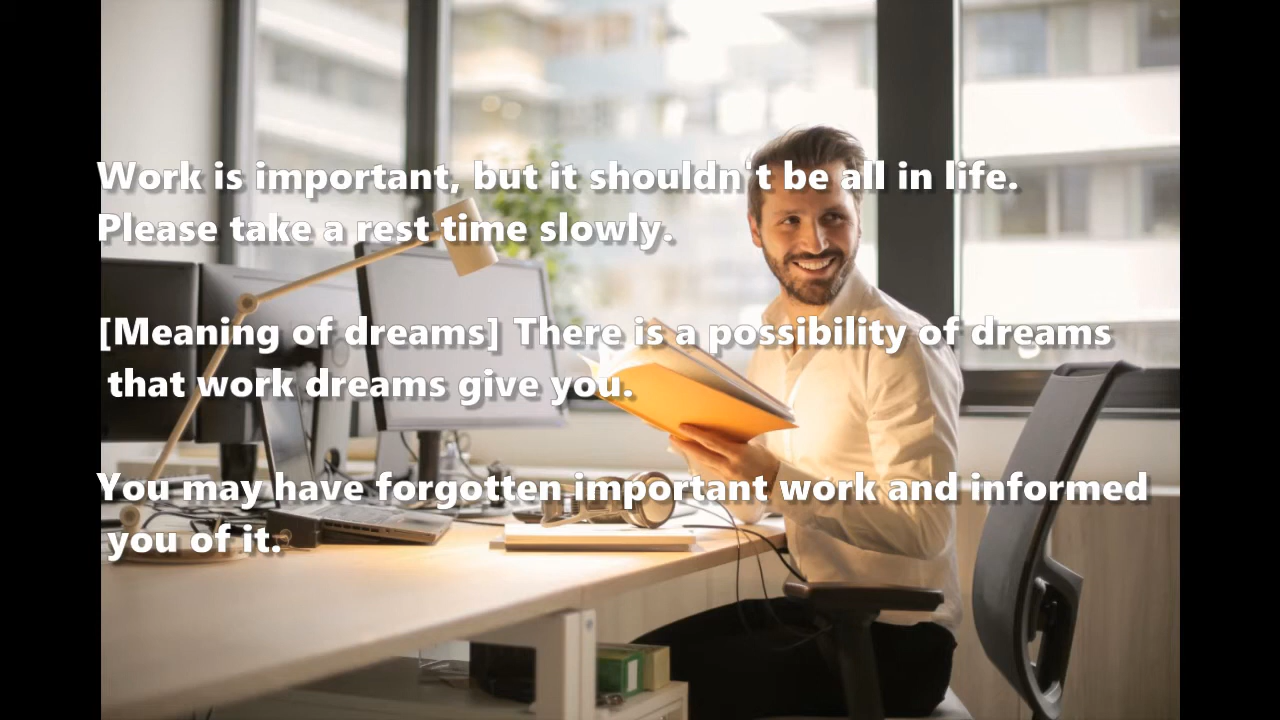 Work is important, but it shouldn't be all in life.
Please take a rest time slowly.
[Meaning of dreams] There is a possibility of dreams
that work dreams give you.
You may have forgotten important work and informed
you of it.